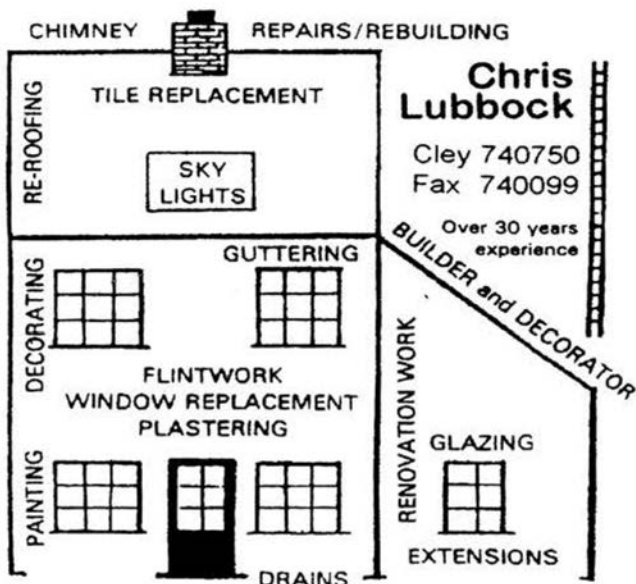 CHIMNEY REPAIRS/REBUILDING
TILE REPLACEMENT
RE-ROOFING
SKY
LIGHTS
Chris
Lubbock
Cley 740750
Fax 740099
Over 30 years
experience
BUILDER and DECORATOR
GUTTERING
DECORATING
FLINTWORK
WINDOW REPLACEMENT
PLASTERING
PAINTING
DRAINS
RENOVATION WORK
GLAZING
EXTENSIONS